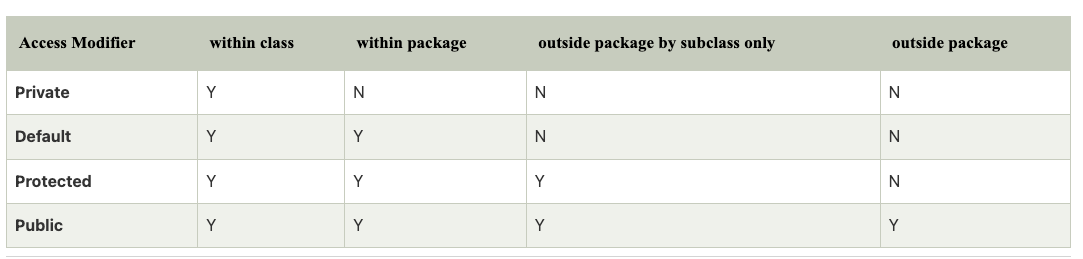 Access Modifier within class within package outside package by subclass only outside package
Private Y N N N
Default Y Y N N
Protected Y Y Y N
Public Y Y Y Y